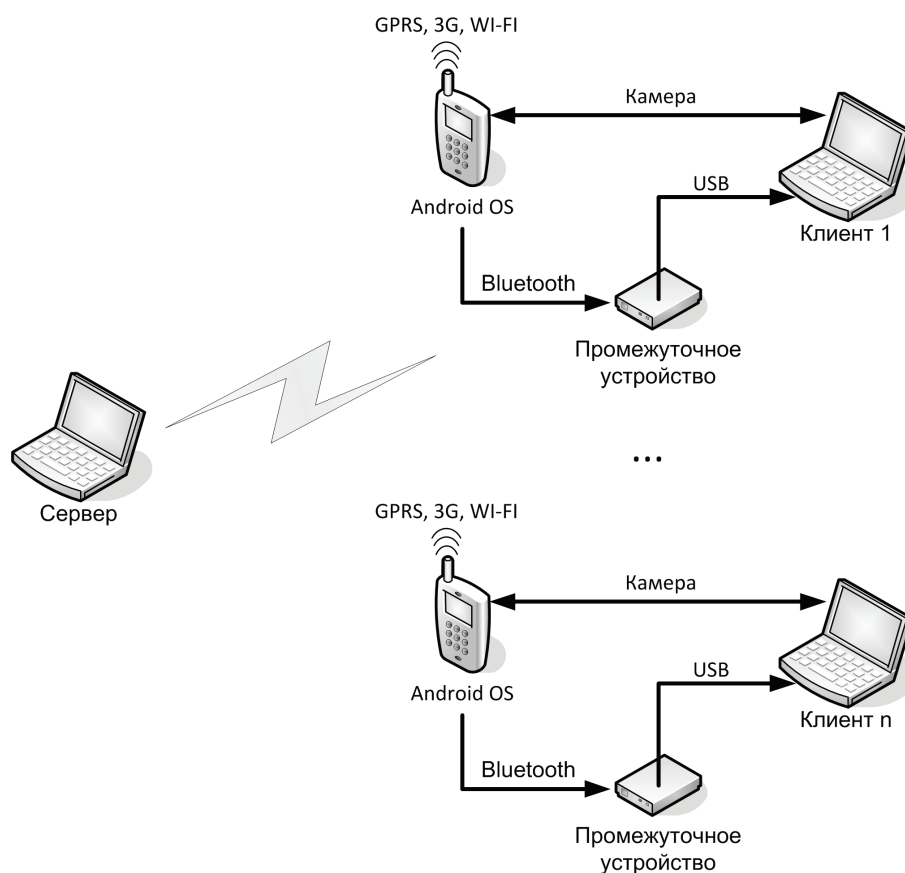 GPRS, 3G, WI-FI
Камера
USB
Android OS
Клиент 1
Bluetooth
Промежуточное
устройство
...
Сервер
GPRS, 3G, WI-FI
Камера
USB
Android OS
Клиент n
Bluetooth
Промежуточное
устройство